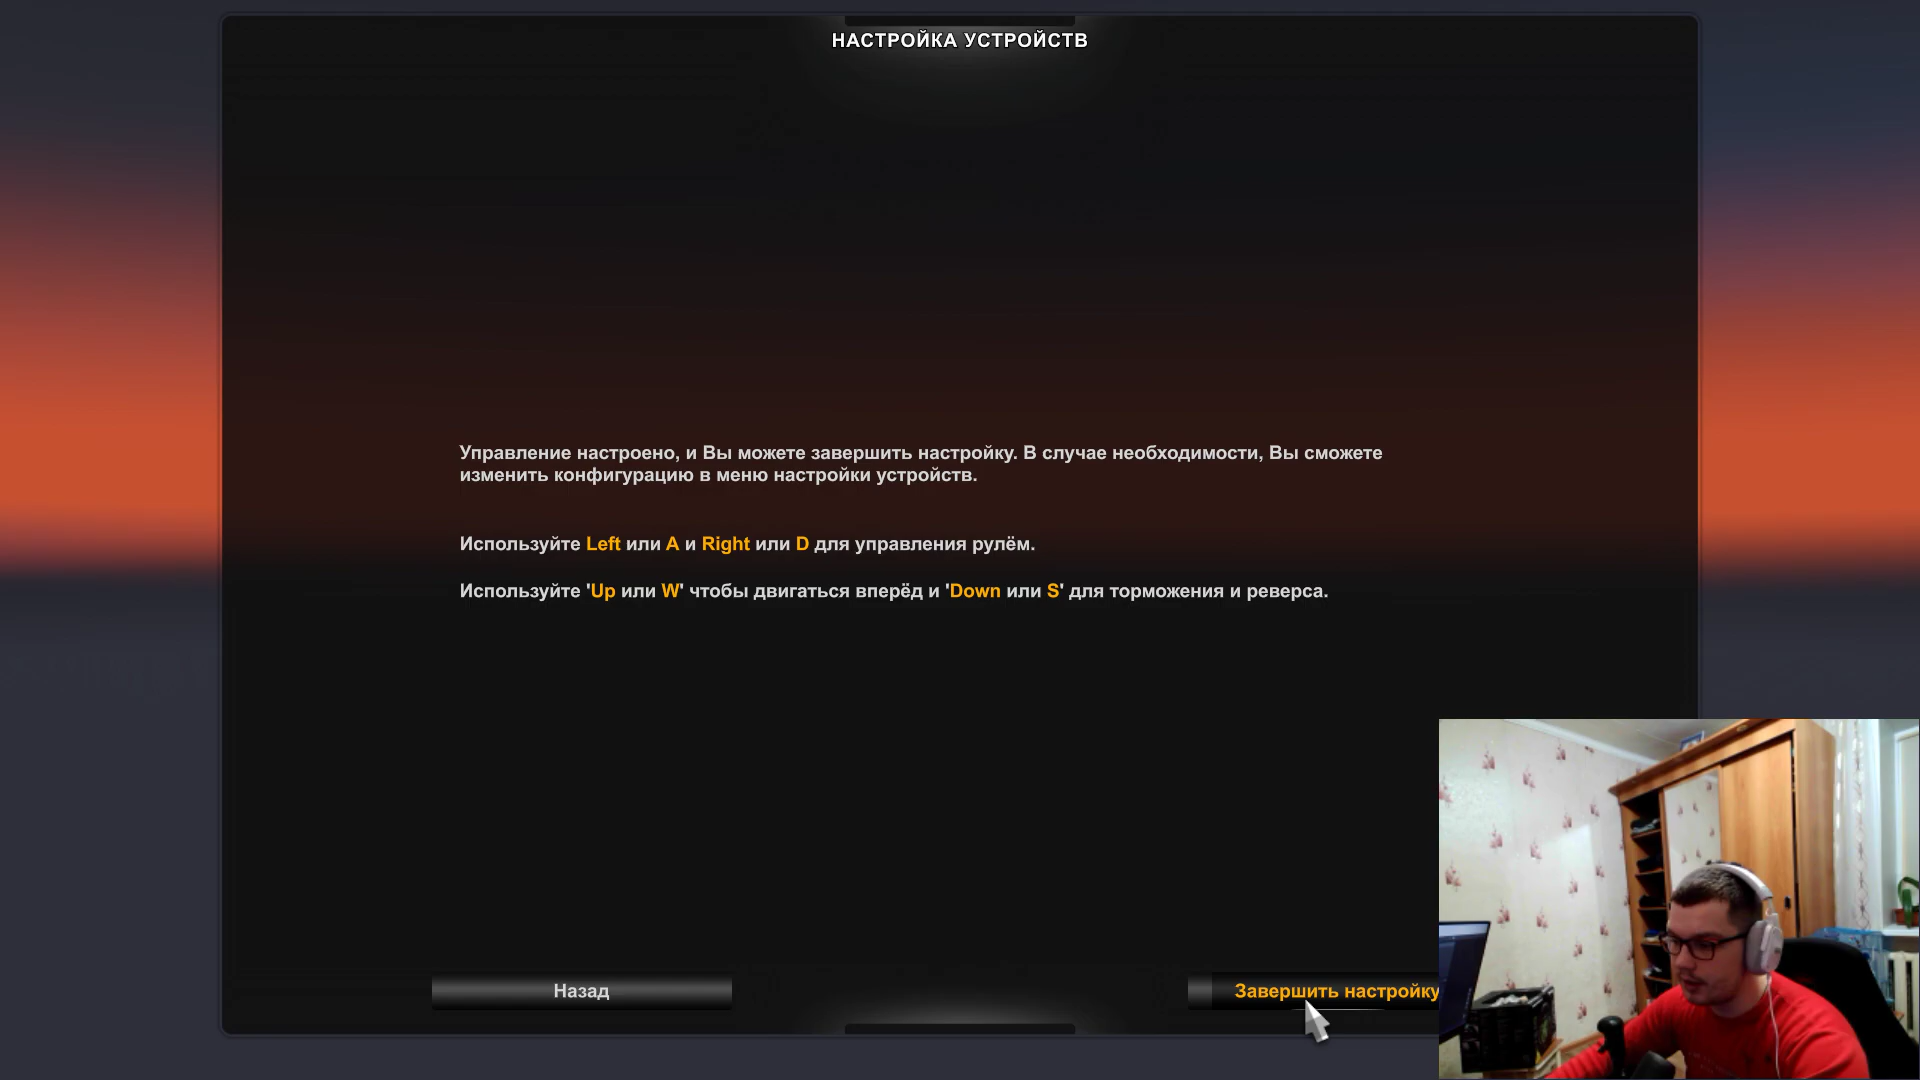 НАСТРОЙКА УСТРОЙСТВ
Управление настроено, и Вы можете завершить настройку. В случае необходимости, Вы сможете
изменить конфигурацию в меню настройки устройств.
Используйте Left или A и Right или D для управления рулём.
Используйте 'Up или W' чтобы двигаться вперёд и 'Down или S' для торможения и реверса.
Назад
Завершить настройку